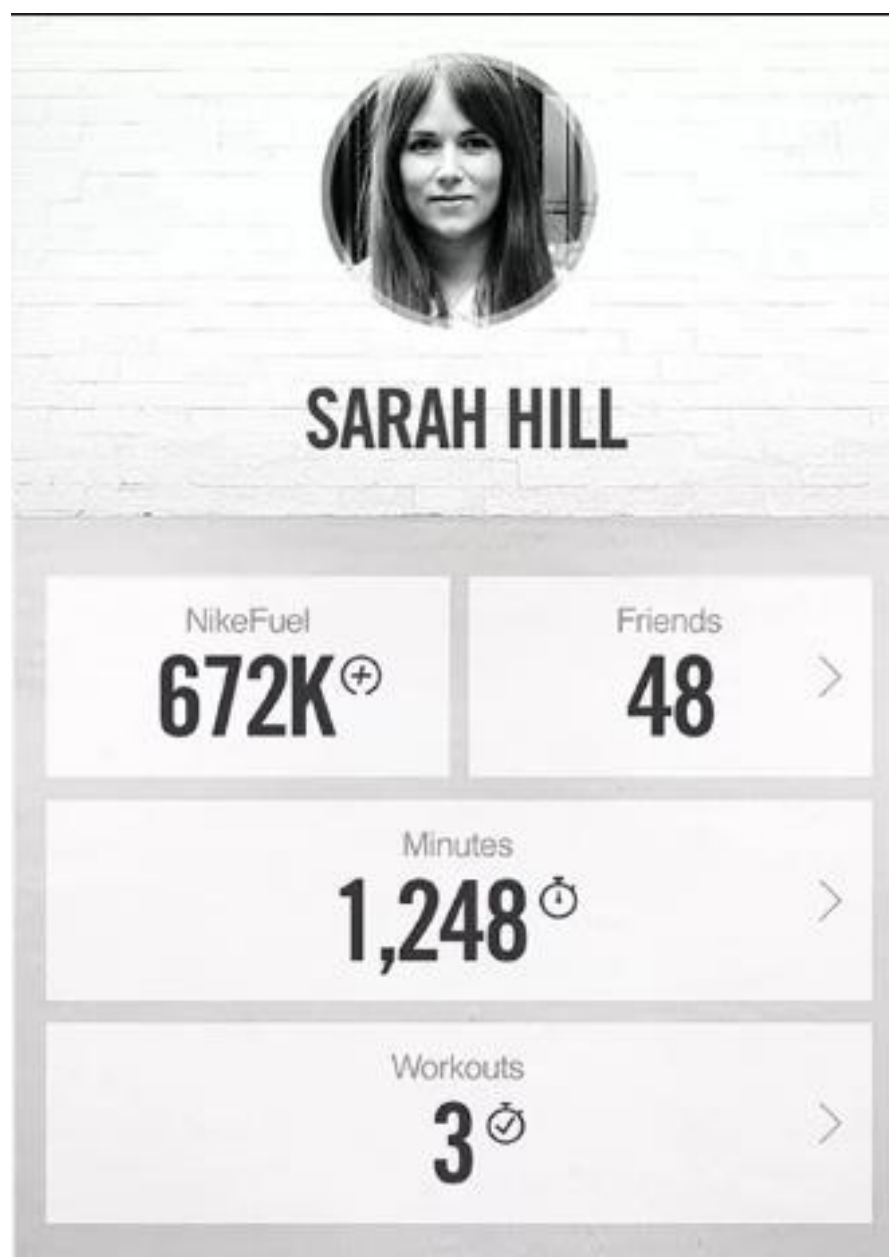 SARAH HILL
NikeFuel
672K
Friends
48
Minutes
1,248
Workouts
3